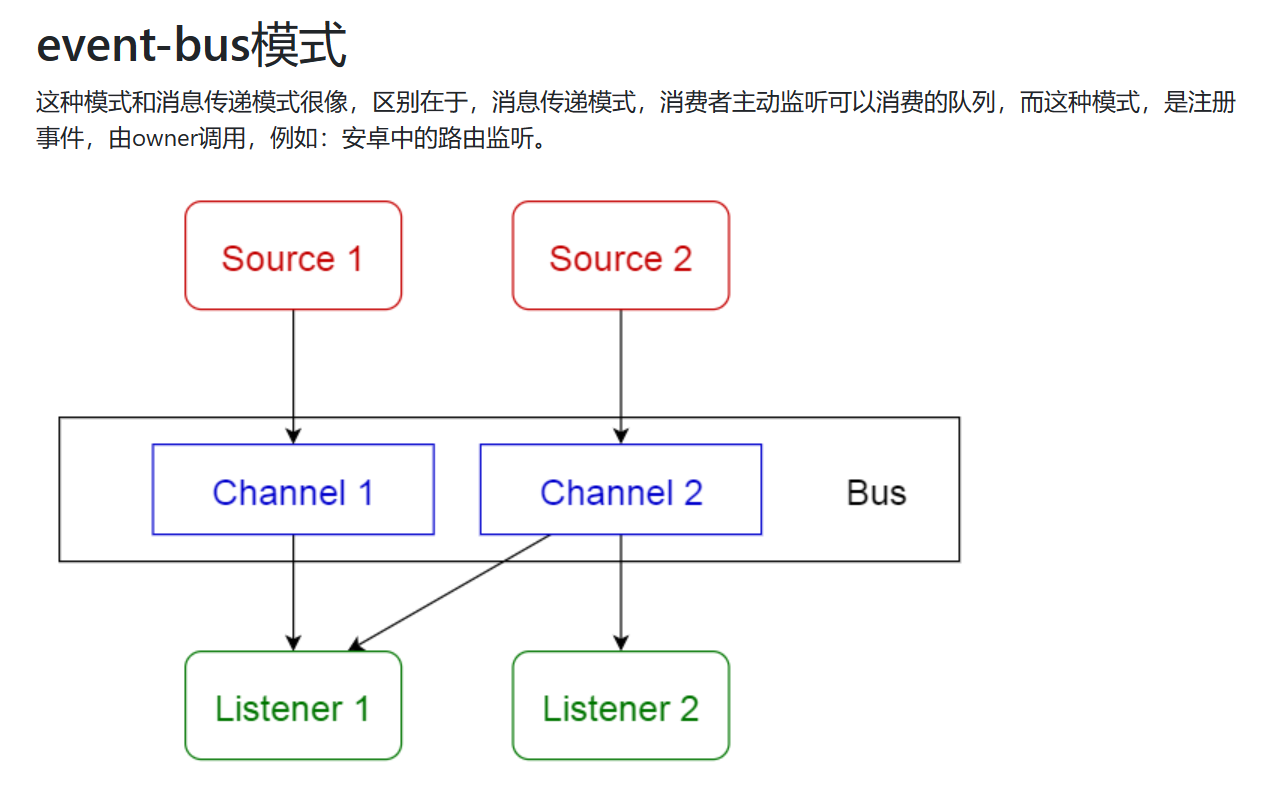 event-bus模式
这种模式和消息传递模式很像，区别在于，消息传递模式，消费者主动监听可以消费的队列，而这种模式，是注册
事件，由owner调用，例如：安卓中的路由监听。
Source 1
Source 2
Channel 1
Channel 2
Bus
Listener 1
Listener 2